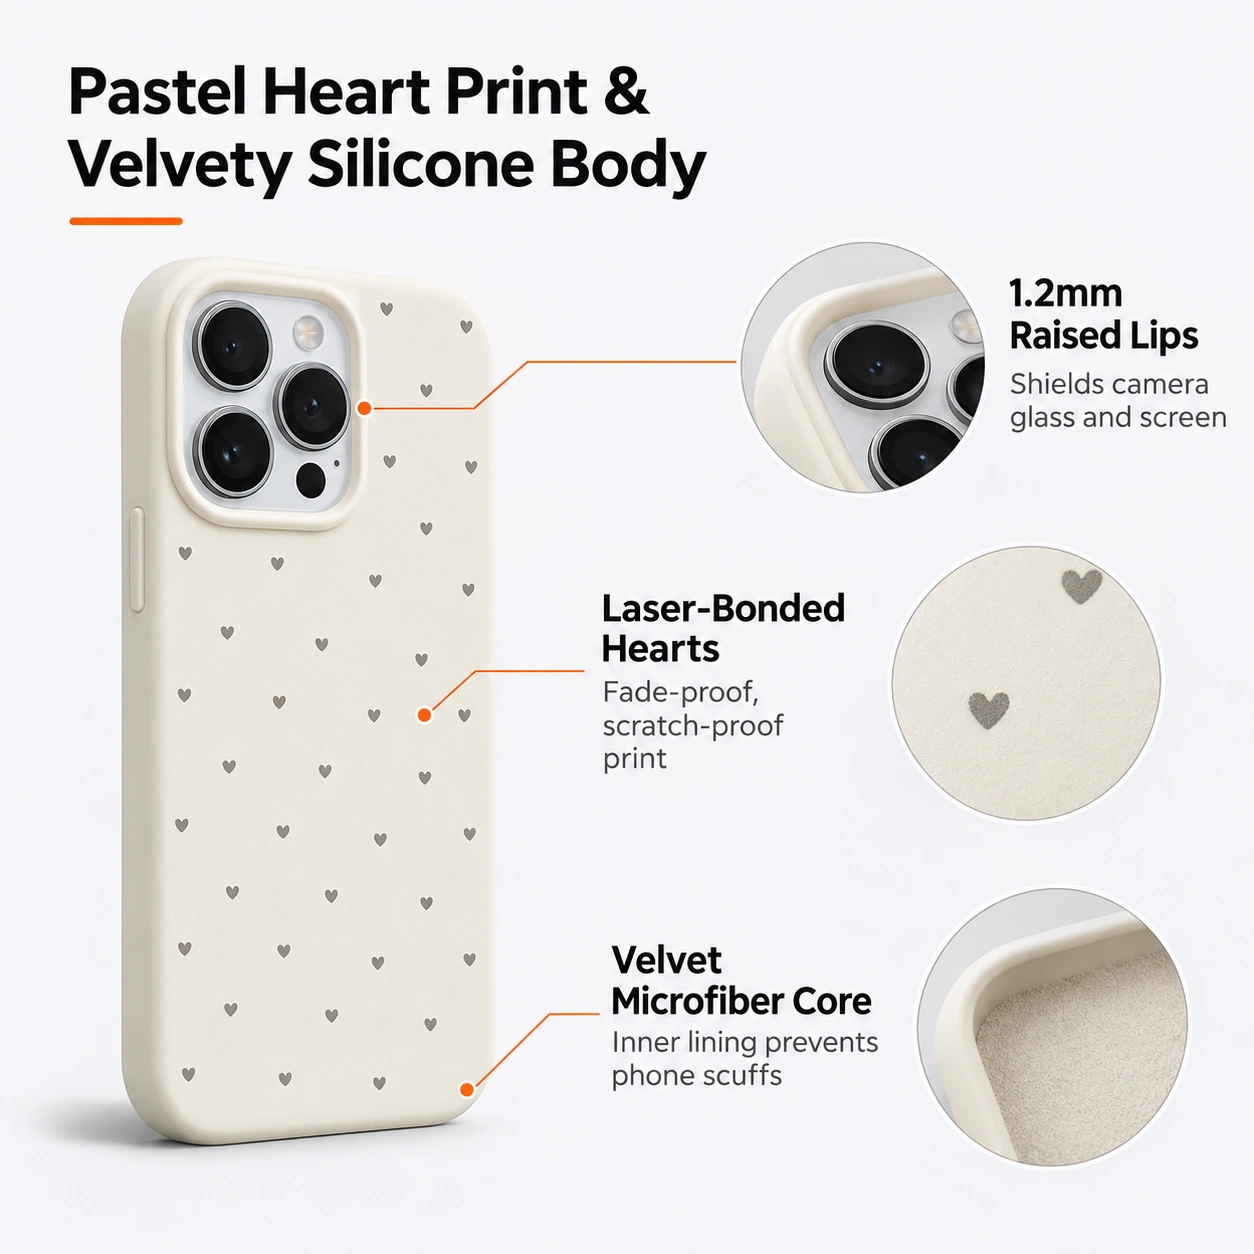 Pastel Heart Print &
Velvety Silicone Body
1.2mm
Raised Lips
Shields camera
glass and screen
Laser-Bonded
Hearts
Fade-proof,
scratch-proof
print
Velvet
Microfiber Core
Inner lining prevents
phone scuffs